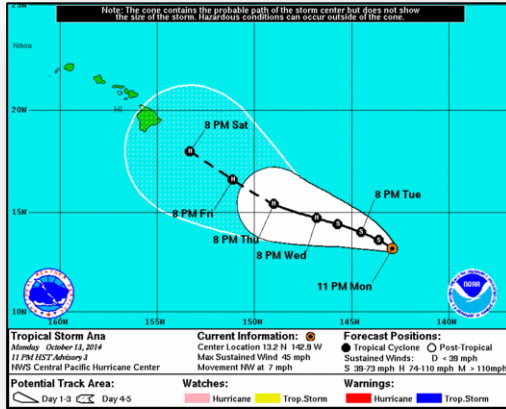 Note: The cone contains the probable path of the storm center but does not show
the size of the storm. Hazardous conditions can occur outside of the cone.
25N
Nihoa
HI
20N
8 PM Sat
H
H
8 PM Fri
8 PM Tue
15N
H
H
S
S
S
8 PM Thu
8 PM Wed
11 PM Mon
NOAA
10N
160W
155W
150W
145W
140W
Tropical Storm Ana
Monday October 13, 2014
11 PM HST Advisory 3
NWS Central Pacific Hurricane Center
Current Information:
Center Location 13.2 N 142.9 W
Max Sustained Wind 45 mph
Movement NW at 7 mph
Forecast Positions:
Tropical Cyclone Post-Tropical
Sustained Winds: D < 39 mph
S 39-73 mph H 74-110 mph M > 110mph
Potential Track Area:
Day 1-3 Day 4-5
Watches:
Hurricane Trop.Storm
Warnings:
Hurricane Trop.Storm